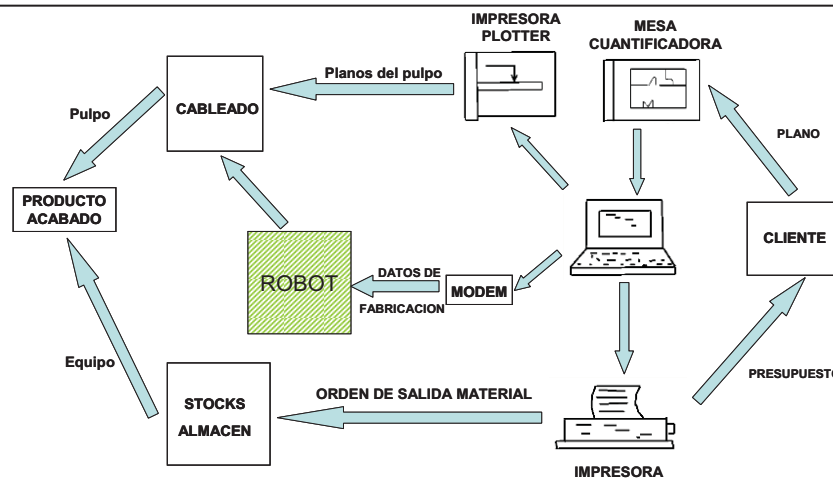 IMPRESORA
PLOTTER
MESA
CUANTIFICADORA
Planos del pulpo
CABLEADO
Pulpo
PLANO
PRODUCTO
ACABADO
CLIENTE
ROBOT
DATOS DE
FABRICACION
MODEM
Equipo
PRESUPUESTO
STOCKS
ALMACEN
ORDEN DE SALIDA MATERIAL
IMPRESORA